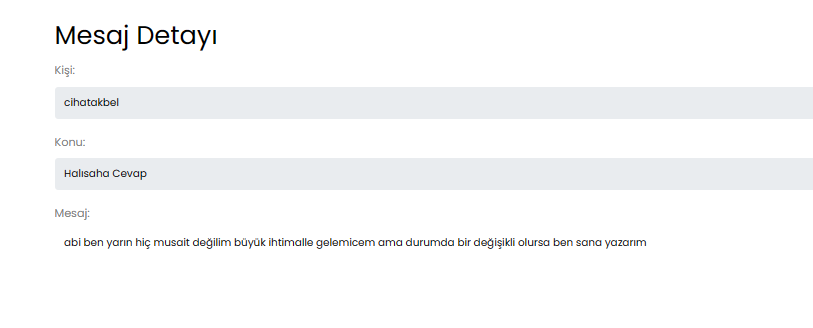 Mesaj Detayı
Kişi:
cihatakbel
Konu:
Halısaha Cevap
Mesaj:
abi ben yarın hiç musait değilim büyük ihtimalle gelemicem ama durumda bir değişikli olursa ben sana yazarım